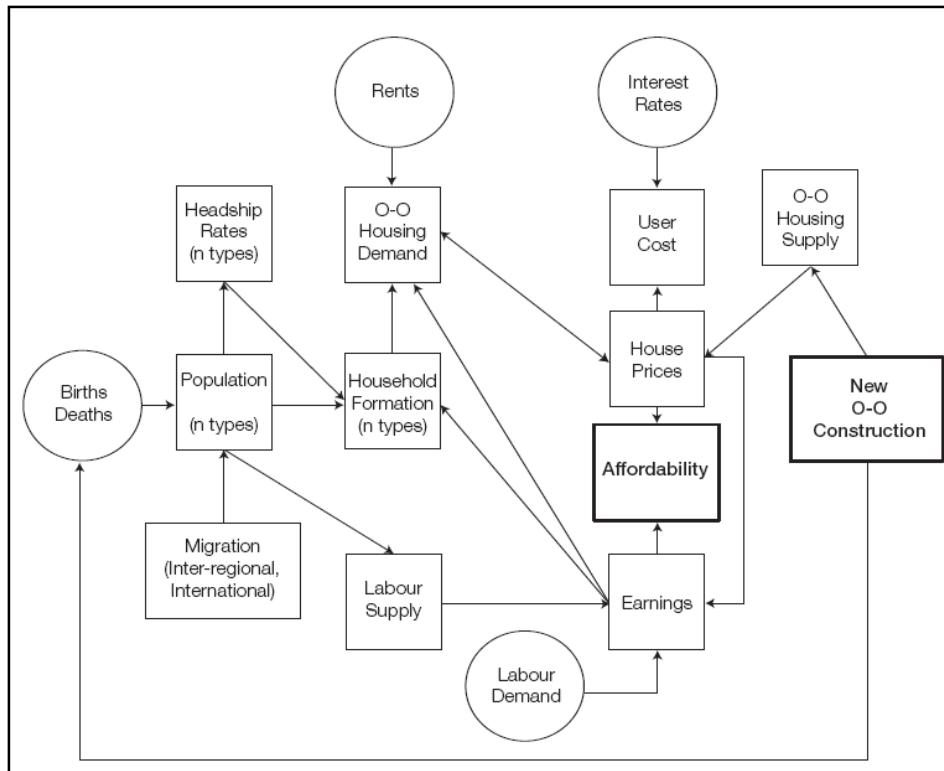 Rents
Interest
Rates
Headship
Rates
(n types)
O-O
Housing
Demand
User
Cost
O-O
Housing
Supply
Births
Deaths
Population
(n types)
Household
Formation
(n types)
House
Prices
New
O-O
Construction
Affordability
Migration
(Inter-regional,
International)
Labour
Supply
Earnings
Labour
Demand